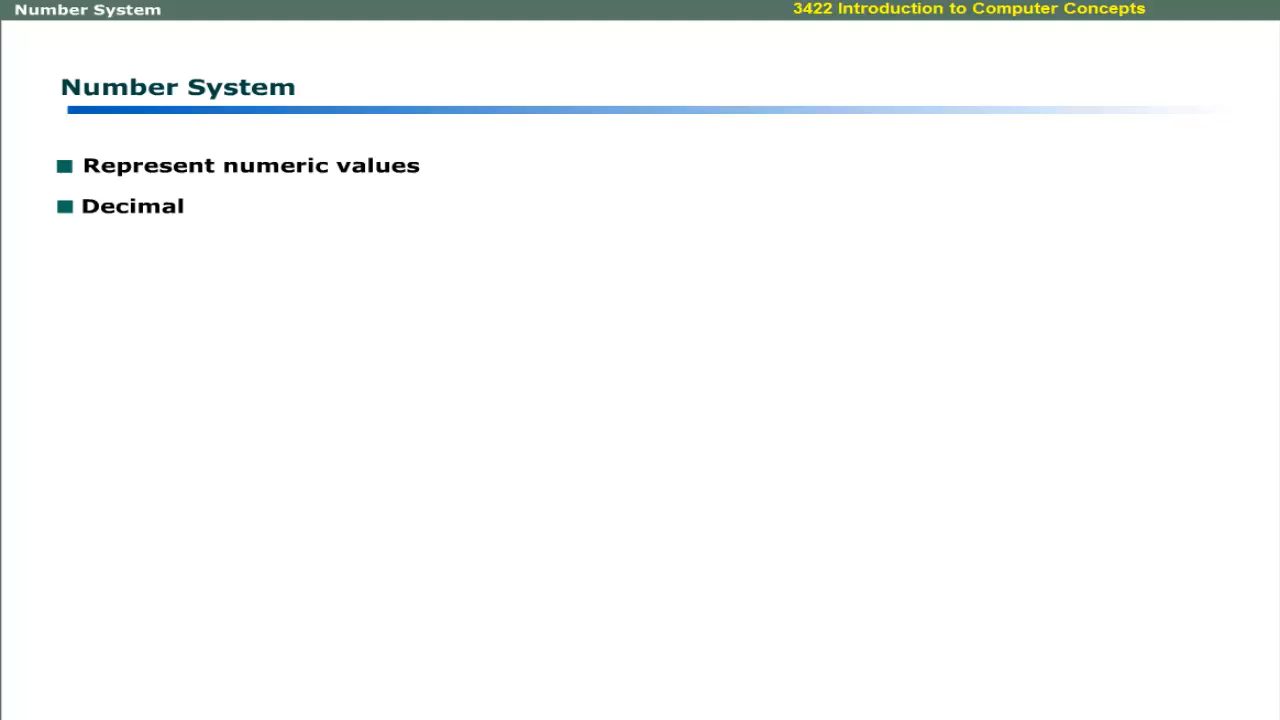 Number System
3422 Introduction to Computer Concepts
Number System
Represent numeric values
Decimal